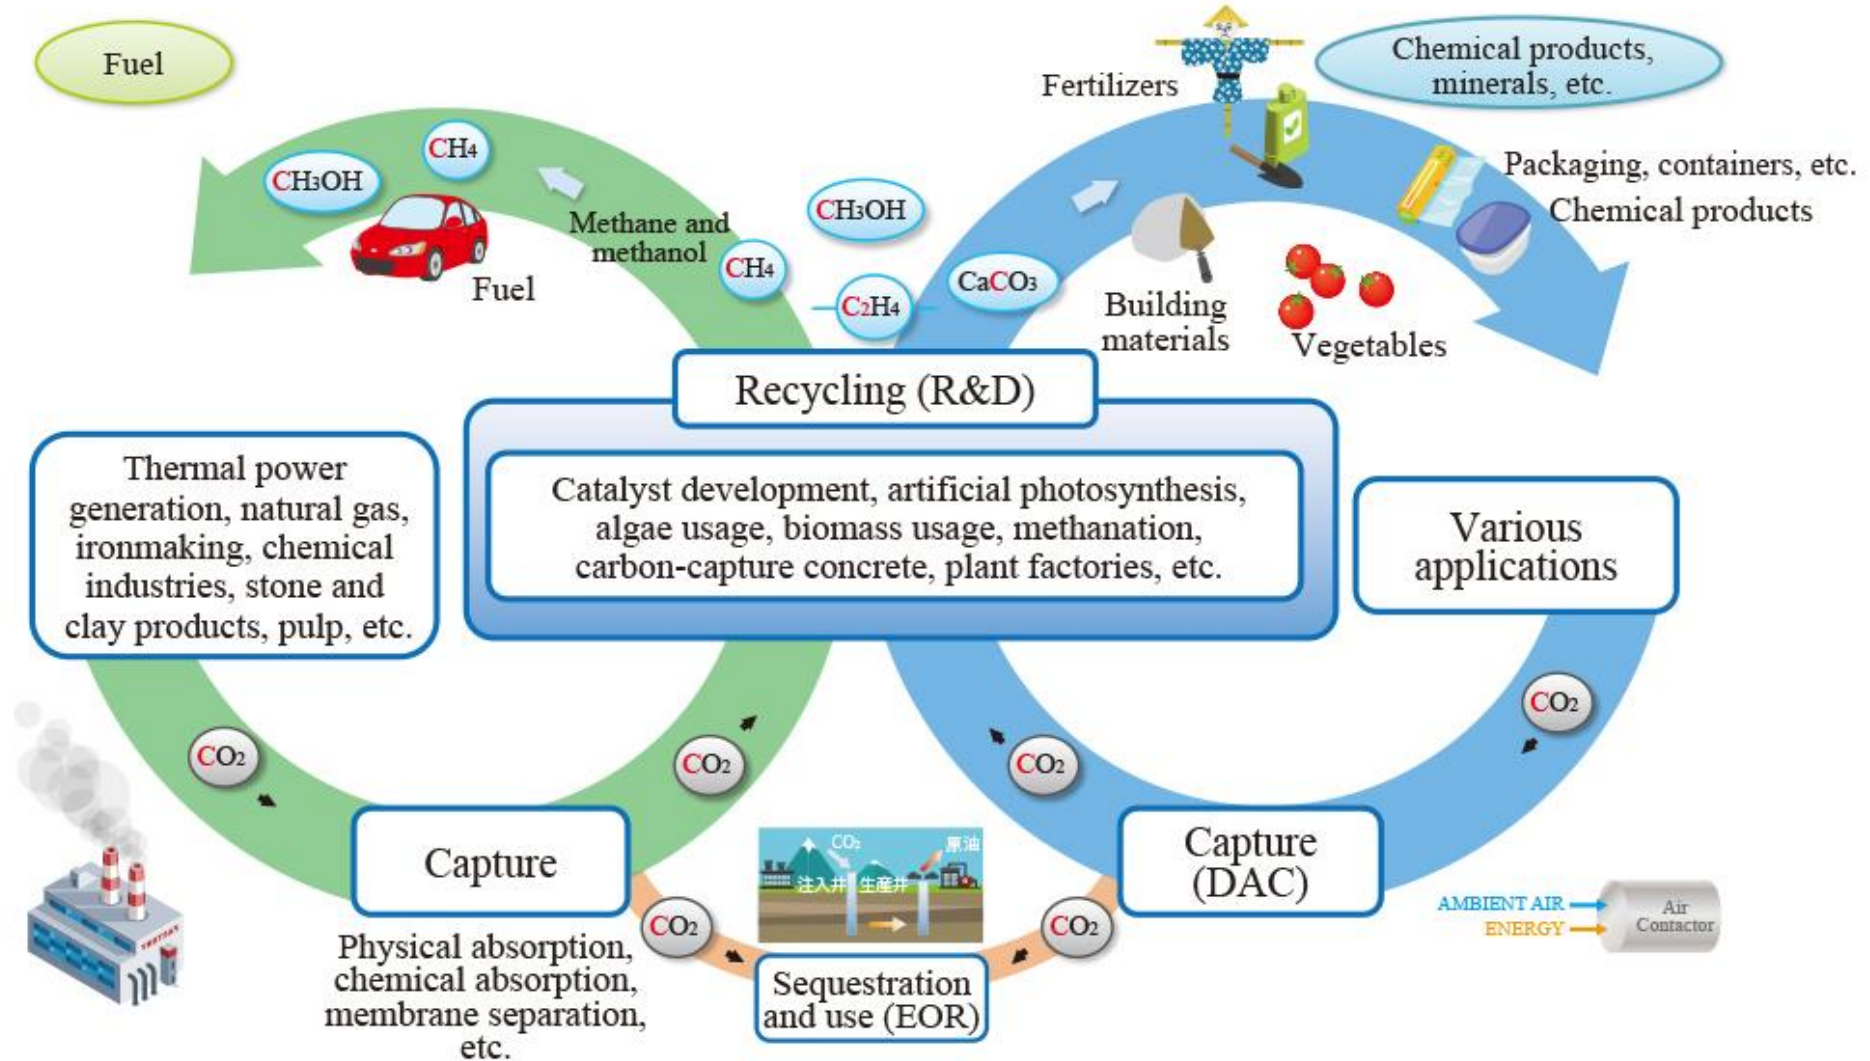 Fuel
Chemical products,
minerals, etc.
Fertilizers
CH4
CH3OH
Packaging, containers, etc.
Chemical products
CH3OH
Methane and
methanol
CH4
Fuel
C2H4
CaCO3
Building
materials
Vegetables
Recycling (R&D)
Catalyst development, artificial photosynthesis,
algae usage, biomass usage, methanation,
carbon-capture concrete, plant factories, etc.
Thermal power
generation, natural gas,
ironmaking, chemical
industries, stone and
clay products, pulp, etc.
Various
applications
CO2
CO2
CO2
CO2
Capture
Physical absorption,
chemical absorption,
membrane separation,
etc.
CO2
原油
注入井
生産井
Capture
(DAC)
CO2
CO2
Sequestration
and use (EOR)
AMBIENT AIR
ENERGY
Air
Contactor